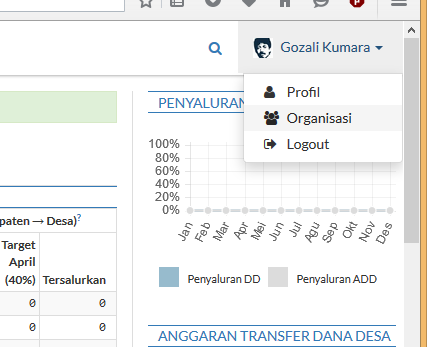 Gozali Kumara
Profil
Organisasi
Logout
PENYALURAN
100%
80%
60%
40%
20%
0%
Jan Feb Mar Apr Mei Jun Jul Agu Sep Okt Nov Des
Penyaluran DD Penyaluran ADD
paten → Desa)?
Target
April
(40%) Tersalurkan
0 0
0 0
ANGGARAN TRANSFER DANA DESA